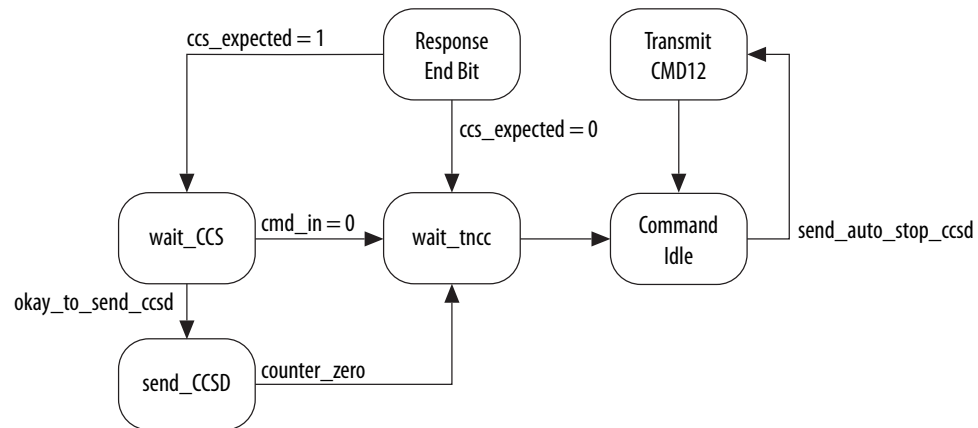 ccs_expected = 1
Response
End Bit
Transmit
CMD12
ccs_expected = 0
wait_CCS
cmd_in = 0
wait_tncc
Command
Idle
send_auto_stop_ccsd
okay_to_send_ccsd
send_CCSD
counter_zero